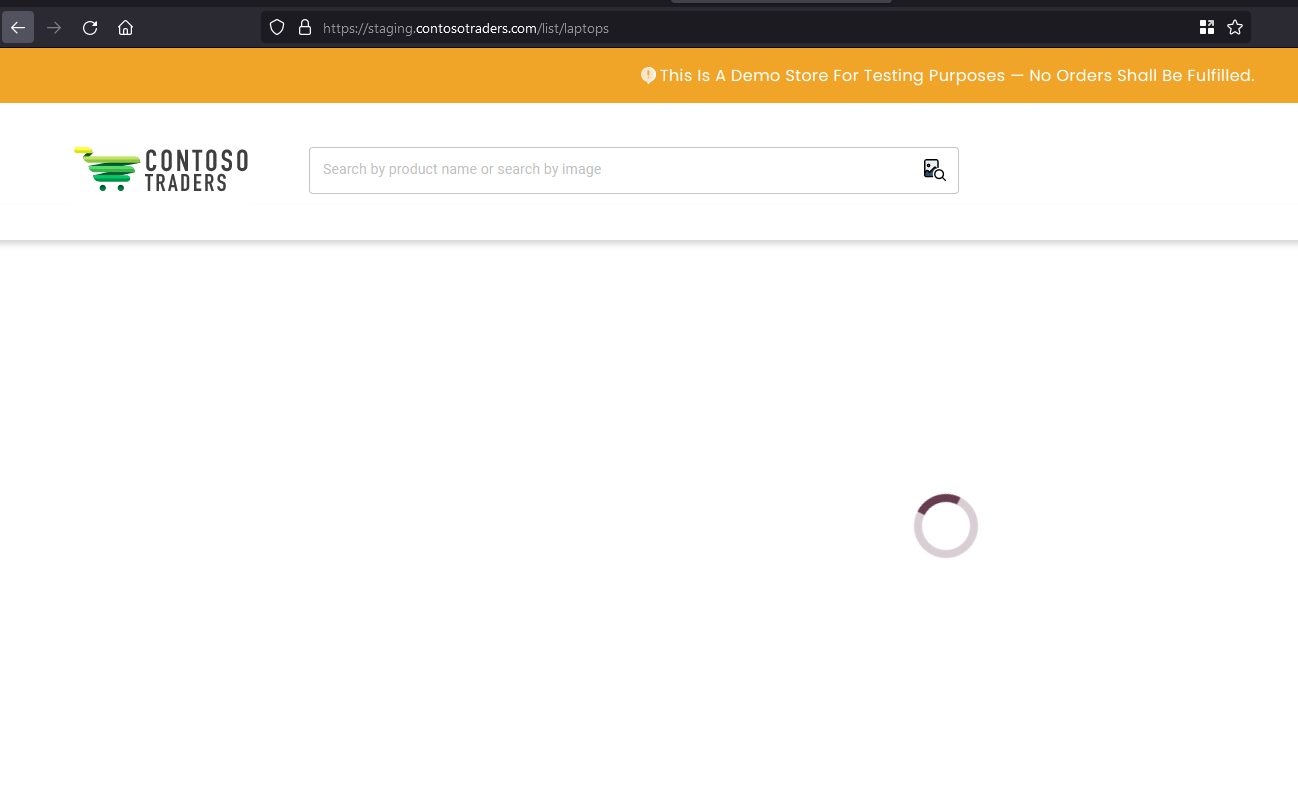 https://staging.contosotraders.com/list/laptops
This Is A Demo Store For Testing Purposes — No Orders Shall Be Fulfilled.
CONTOSO
TRADERS
Search by product name or search by image